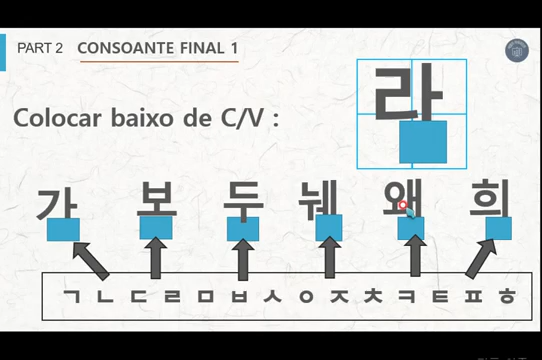 PART 2 CONSOANTE FINAL 1
라
Colocar baixo de C/V :
가 보 두 눼 왜 희
ㄱ ㄴ ㄷ ㄹ ㅁ ㅂ ㅅ ㅇ ㅈ ㅊ ㅋ ㅌ ㅍ ㅎ